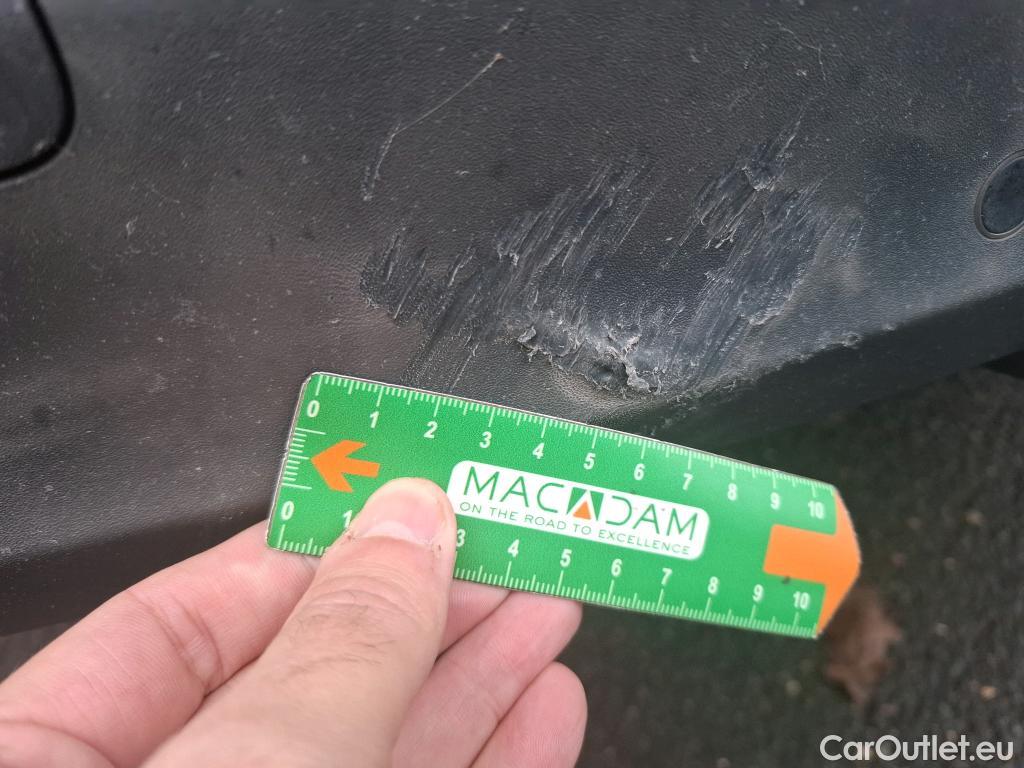 0 1 2 3 4 5 6 7 8 9 10
MACADAM
ON THE ROAD TO EXCELLENCE
0 1 3 4 5 6 7 8 9 10
CarOutlet.eu